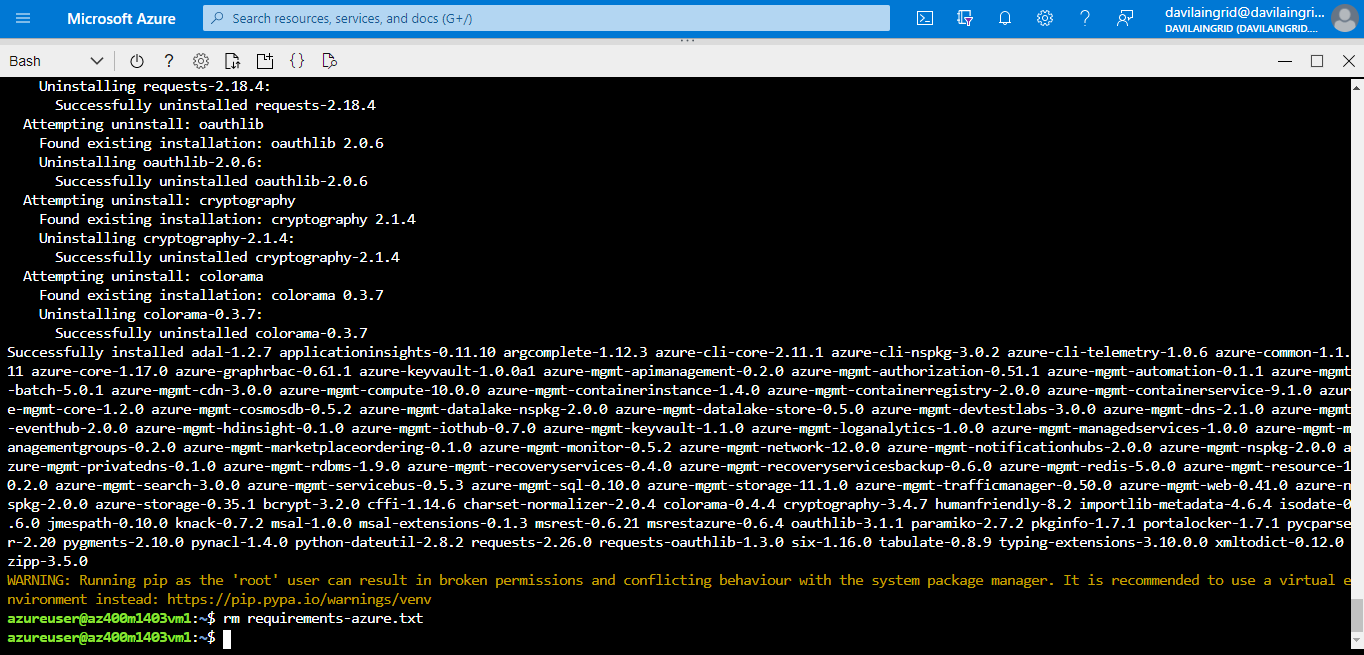 Microsoft Azure
Search resources, services, and docs (G+/)
davilaingrid@davilaingri...
DAVILAINGRID (DAVILAINGRID....
Bash
Uninstalling requests-2.18.4:
Successfully uninstalled requests-2.18.4
Attempting uninstall: oauthlib
Found existing installation: oauthlib 2.0.6
Uninstalling oauthlib-2.0.6:
Successfully uninstalled oauthlib-2.0.6
Attempting uninstall: cryptography
Found existing installation: cryptography 2.1.4
Uninstalling cryptography-2.1.4:
Successfully uninstalled cryptography-2.1.4
Attempting uninstall: colorama
Found existing installation: colorama 0.3.7
Uninstalling colorama-0.3.7:
Successfully uninstalled colorama-0.3.7
Successfully installed adal-1.2.7 applicationinsights-0.11.10 argcomplete-1.12.3 azure-cli-core-2.11.1 azure-cli-nspkg-3.0.2 azure-cli-telemetry-1.0.6 azure-common-1.1.
11 azure-core-1.17.0 azure-graphrbac-0.61.1 azure-keyvault-1.0.0a1 azure-mgmt-apimanagement-0.2.0 azure-mgmt-authorization-0.51.1 azure-mgmt-automation-0.1.1 azure-mgmt
-batch-5.0.1 azure-mgmt-cdn-3.0.0 azure-mgmt-compute-10.0.0 azure-mgmt-containerinstance-1.4.0 azure-mgmt-containerregistry-2.0.0 azure-mgmt-containerservice-9.1.0 azur
e-mgmt-core-1.2.0 azure-mgmt-cosmosdb-0.5.2 azure-mgmt-datalake-nspkg-2.0.0 azure-mgmt-datalake-store-0.5.0 azure-mgmt-devtestlabs-3.0.0 azure-mgmt-dns-2.1.0 azure-mgmt
-eventhub-2.0.0 azure-mgmt-hdinsight-0.1.0 azure-mgmt-iothub-0.7.0 azure-mgmt-keyvault-1.1.0 azure-mgmt-loganalytics-1.0.0 azure-mgmt-managedservices-1.0.0 azure-mgmt-m
anagementgroups-0.2.0 azure-mgmt-marketplaceordering-0.1.0 azure-mgmt-monitor-0.5.2 azure-mgmt-network-12.0.0 azure-mgmt-notificationhubs-2.0.0 azure-mgmt-nspkg-2.0.0 a
zure-mgmt-privatedns-0.1.0 azure-mgmt-rdbms-1.9.0 azure-mgmt-recoveryservices-0.4.0 azure-mgmt-recoveryservicesbackup-0.6.0 azure-mgmt-redis-5.0.0 azure-mgmt-resource-1
0.2.0 azure-mgmt-search-3.0.0 azure-mgmt-servicebus-0.5.3 azure-mgmt-sql-0.10.0 azure-mgmt-storage-11.1.0 azure-mgmt-trafficmanager-0.50.0 azure-mgmt-web-0.41.0 azure-n
spkg-2.0.0 azure-storage-0.35.1 bcrypt-3.2.0 cffi-1.14.6 charset-normalizer-2.0.4 colorama-0.4.4 cryptography-3.4.7 humanfriendly-8.2 importlib-metadata-4.6.4 isodate-0
.6.0 jmespath-0.10.0 knack-0.7.2 msal-1.0.0 msal-extensions-0.1.3 msrest-0.6.21 msrestazure-0.6.4 oauthlib-3.1.1 paramiko-2.7.2 pkginfo-1.7.1 portalocker-1.7.1 pycparse
r-2.20 pygments-2.10.0 pynacl-1.4.0 python-dateutil-2.8.2 requests-2.26.0 requests-oauthlib-1.3.0 six-1.16.0 tabulate-0.8.9 typing-extensions-3.10.0.0 xmltodict-0.12.0
zipp-3.5.0
WARNING: Running pip as the 'root' user can result in broken permissions and conflicting behaviour with the system package manager. It is recommended to use a virtual e
nvironment instead: https://pip.pypa.io/warnings/venv
azureuser@az400m1403vm1:~$ rm requirements-azure.txt
azureuser@az400m1403vm1:~$